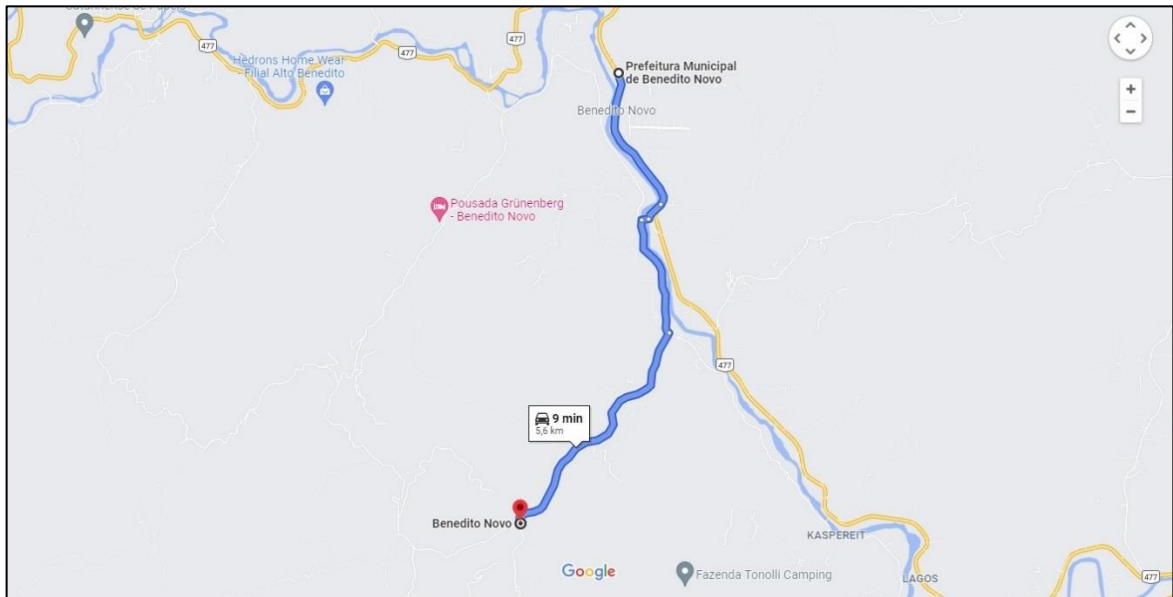 477
477
477
Hedrons Home Wear
- Filial Alto Benedito
Prefeitura Municipal
de Benedito Novo
Benedito Novo
Pousada Grünenberg
- Benedito Novo
477
9 min
5,6 km
Benedito Novo
KASPEREIT
Google
Fazenda Tonolli Camping
LAGOS
477